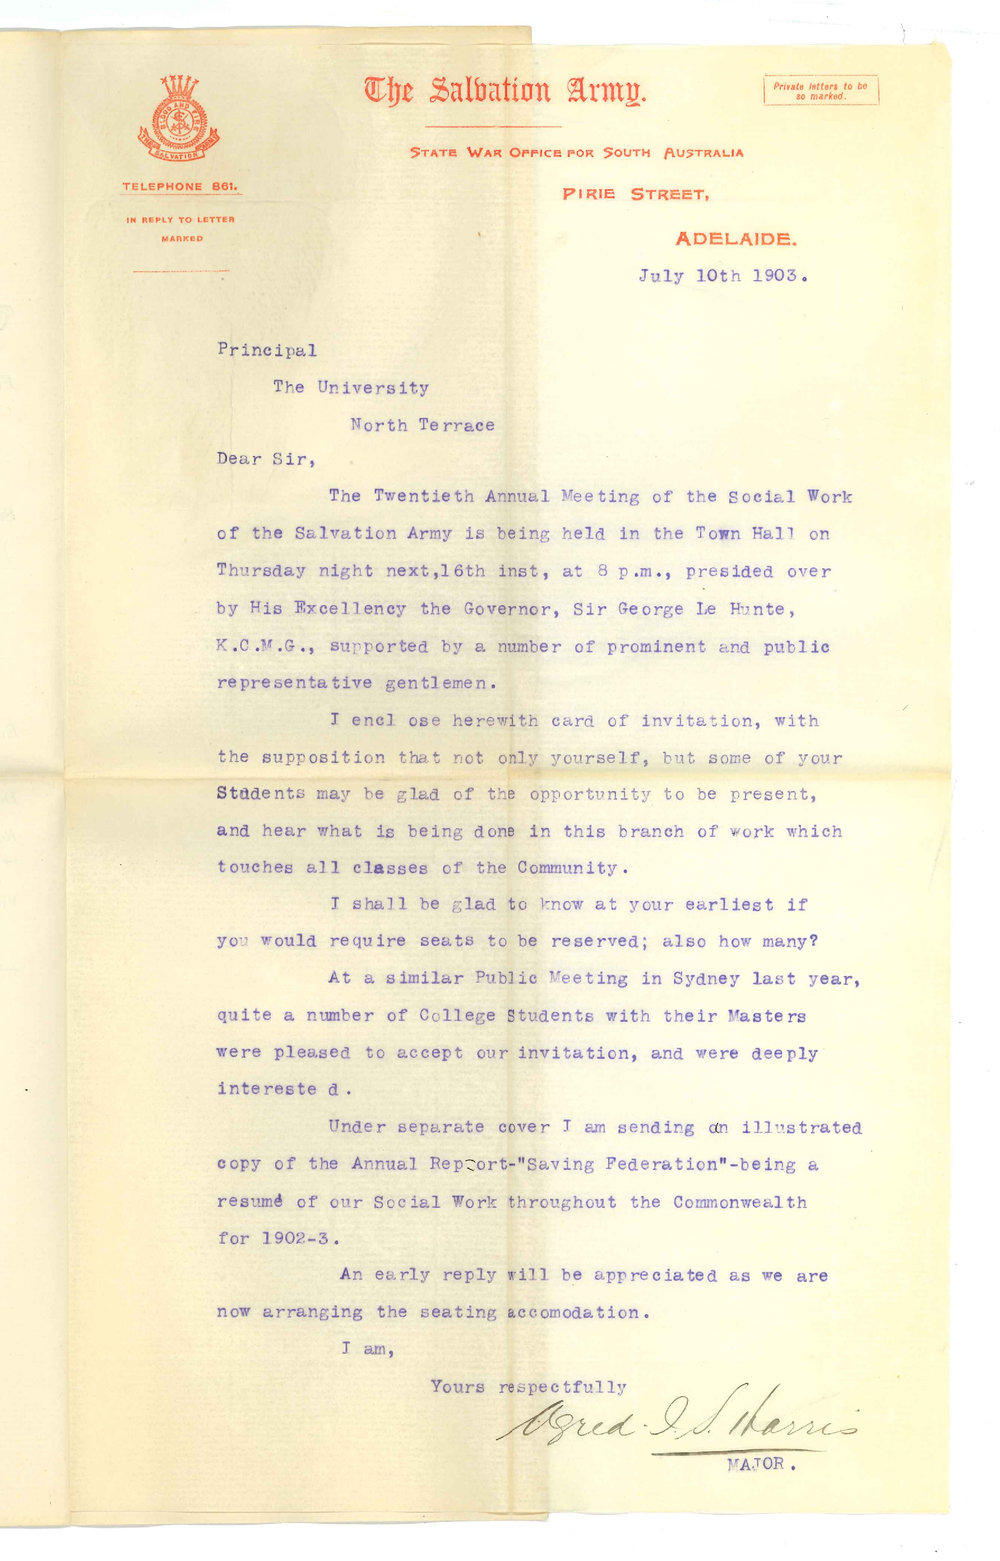 The Salvation Army.
Private letters to be
so marked.
BLOOD AND FIRE
THE SALVATION ARMY
STATE WAR OFFICE FOR SOUTH AUSTRALIA
TELEPHONE 861.
PIRIE STREET,
IN REPLY TO LETTER
MARKED
ADELAIDE.
July 10th 1903.
Principal
The University
North Terrace
Dear Sir,
The Twentieth Annual Meeting of the Social Work
of the Salvation Army is being held in the Town Hall on
Thursday night next,16th inst, at 8 p.m., presided over
by His Excellency the Governor, Sir George Le Hunte,
K.C.M.G., supported by a number of prominent and public
representative gentlemen.
I encl ose herewith card of invitation, with
the supposition that not only yourself, but some of your
Students may be glad of the opportunity to be present,
and hear what is being done in this branch of work which
touches all classes of the Community.
I shall be glad to know at your earliest if
you would require seats to be reserved; also how many?
At a similar Public Meeting in Sydney last year,
quite a number of College Students with their Masters
were pleased to accept our invitation, and were deeply
intereste d.
Under separate cover I am sending an illustrated
copy of the Annual Report-"Saving Federation"-being a
resumé of our Social Work throughout the Commonwealth
for 1902-3.
An early reply will be appreciated as we are
now arranging the seating accomodation.
I am,
Yours respectfully
J. S. Harris
MAJOR.